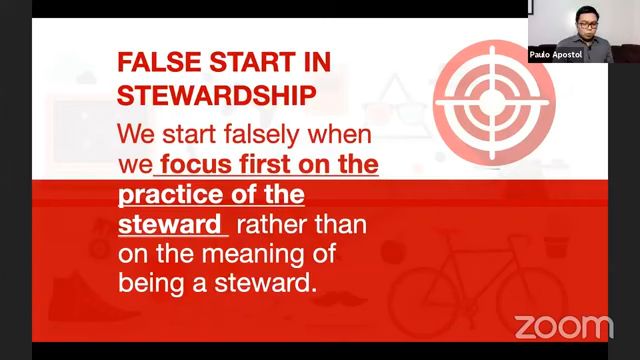 FALSE START IN
STEWARDSHIP
We start falsely when
we focus first on the
practice of the
steward rather than
on the meaning of
being a steward.
Paulo Apostol
zoom